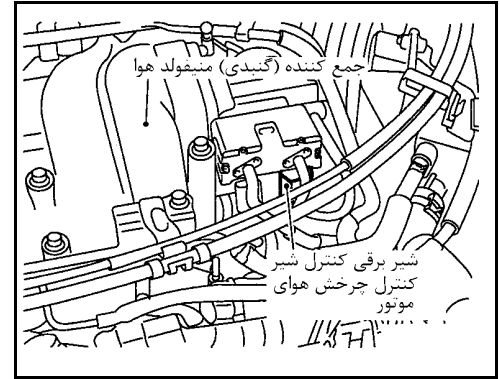 جمع کننده (گنبدی) منیفولد هوا
شیر برقی کنترل شیر
کنترل چرخش هوای
موتور